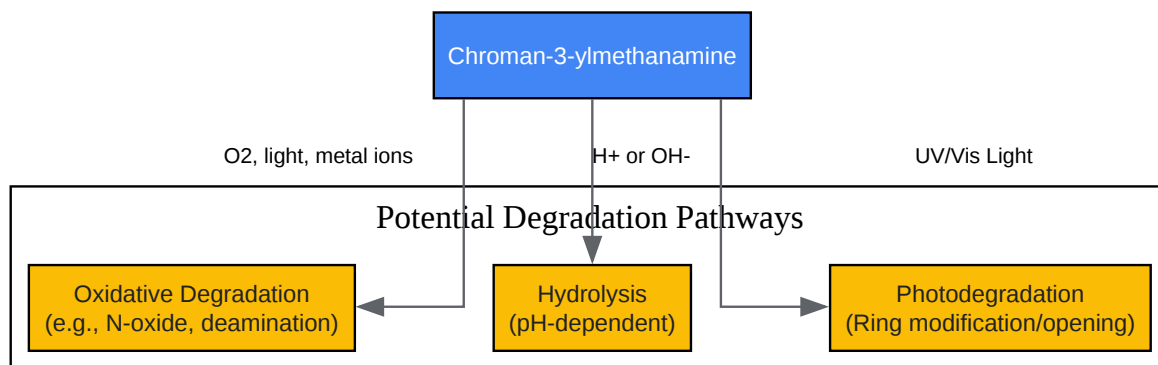 Chroman-3-ylmethanamine
O2, light, metal ions
H+ or OH-
UV/Vis Light
Potential Degradation Pathways
Oxidative Degradation
(e.g., N-oxide, deamination)
Hydrolysis
(pH-dependent)
Photodegradation
(Ring modification/opening)